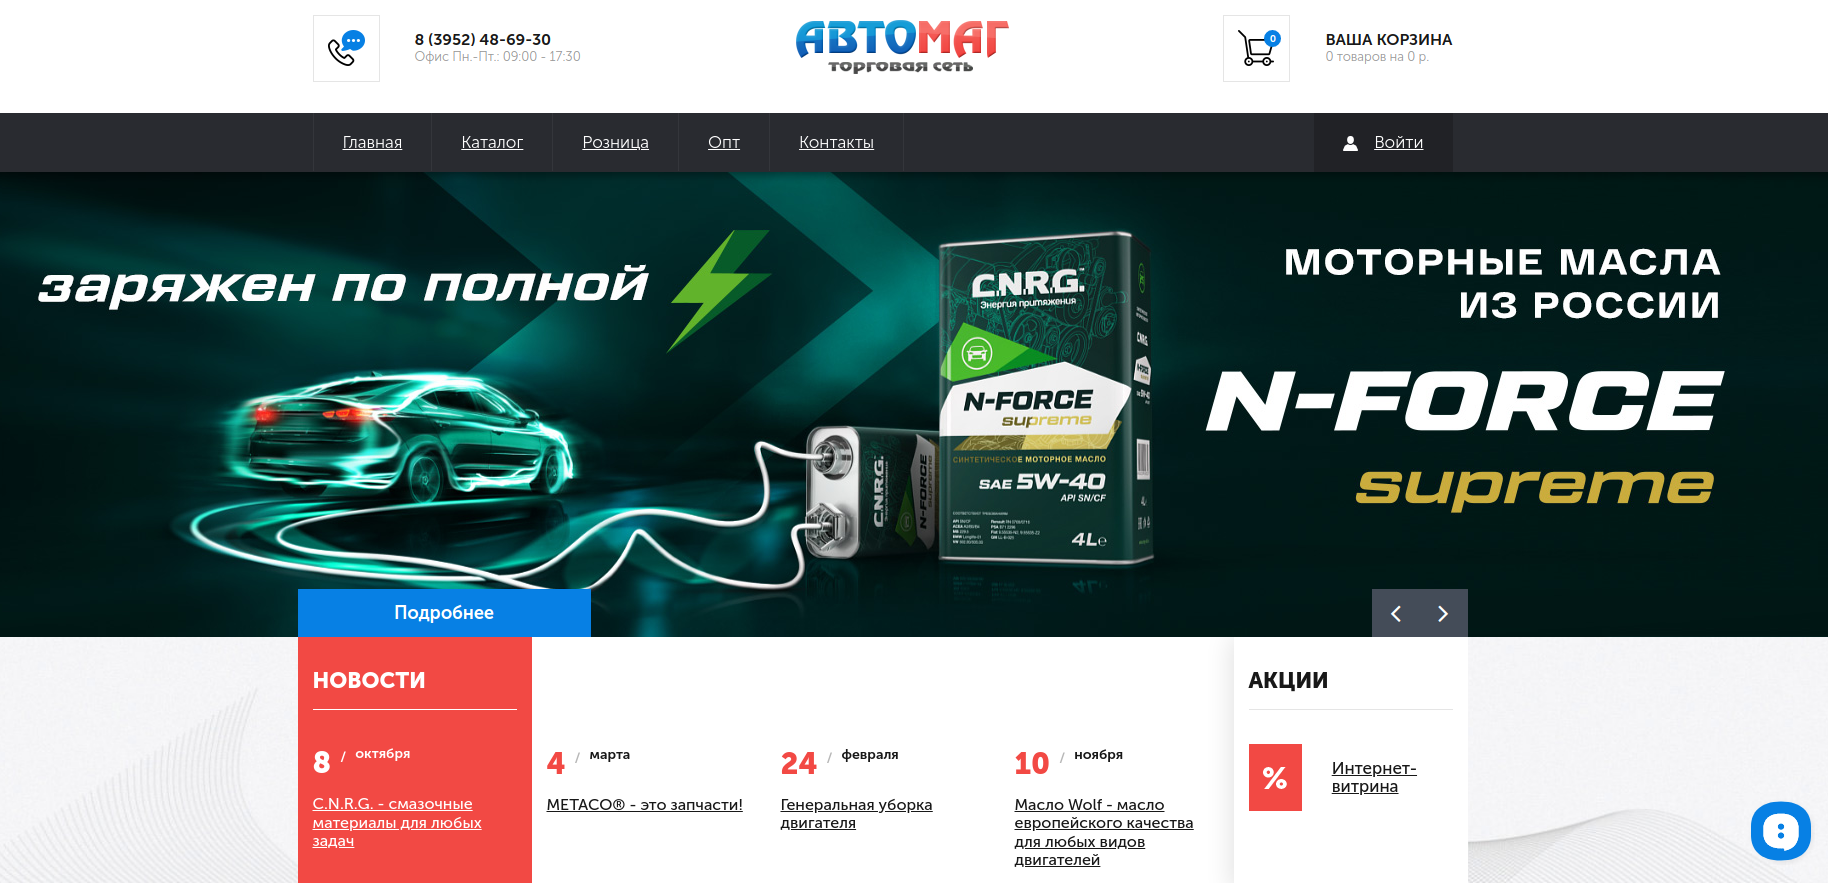 8 (3952) 48-69-30
Офис Пн.-Пт.: 09:00 - 17:30
АВТОМАГ
торговая сеть
0
ВАША КОРЗИНА
0 товаров на 0 р.
Главная
Каталог
Розница
Опт
Контакты
Войти
заряжен по полной
C.N.R.G.™
Энергия притяжения
N-FORCE
supreme
СИНТЕТИЧЕСКОЕ МОТОРНОЕ МАСЛО
SAE 5W-40
API SN/CF
4Le
C.N.R.G.
N-FORCE
supreme
МОТОРНЫЕ МАСЛА
ИЗ РОССИИ
N-FORCE
supreme
Подробнее
НОВОСТИ
8 / октября
C.N.R.G. - смазочные
материалы для любых
задач
4 / марта
METACO® - это запчасти!
24 / февраля
Генеральная уборка
двигателя
10 / ноября
Масло Wolf - масло
европейского качества
для любых видов
двигателей
АКЦИИ
%
Интернет-
витрина